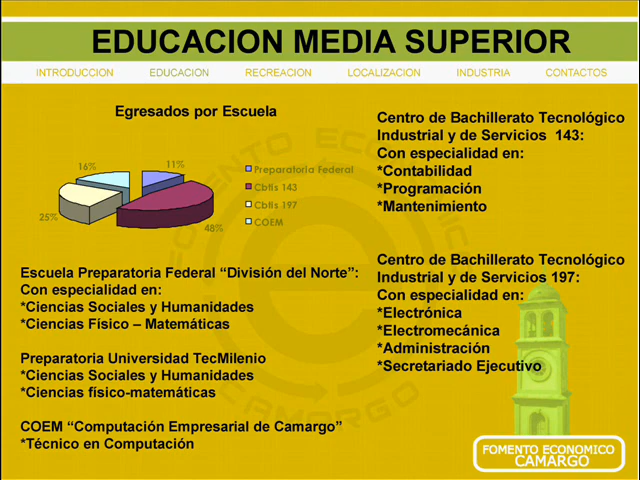 EDUCACION MEDIA SUPERIOR
INTRODUCCION EDUCACION RECREACION LOCALIZACION INDUSTRIA CONTACTOS
Egresados por Escuela
16%
11%
25%
48%
Preparatoria Federal
Cbtis 143
Cbtis 197
COEM
Escuela Preparatoria Federal “División del Norte”:
Con especialidad en:
*Ciencias Sociales y Humanidades
*Ciencias Físico – Matemáticas
Preparatoria Universidad TecMilenio
*Ciencias Sociales y Humanidades
*Ciencias físico-matemáticas
COEM “Computación Empresarial de Camargo”
*Técnico en Computación
Centro de Bachillerato Tecnológico
Industrial y de Servicios 143:
Con especialidad en:
*Contabilidad
*Programación
*Mantenimiento
Centro de Bachillerato Tecnológico
Industrial y de Servicios 197:
Con especialidad en:
*Electrónica
*Electromecánica
*Administración
*Secretariado Ejecutivo
FOMENTO ECONOMICO
CAMARGO
FOMENTO ECONOMICO
CAMARGO